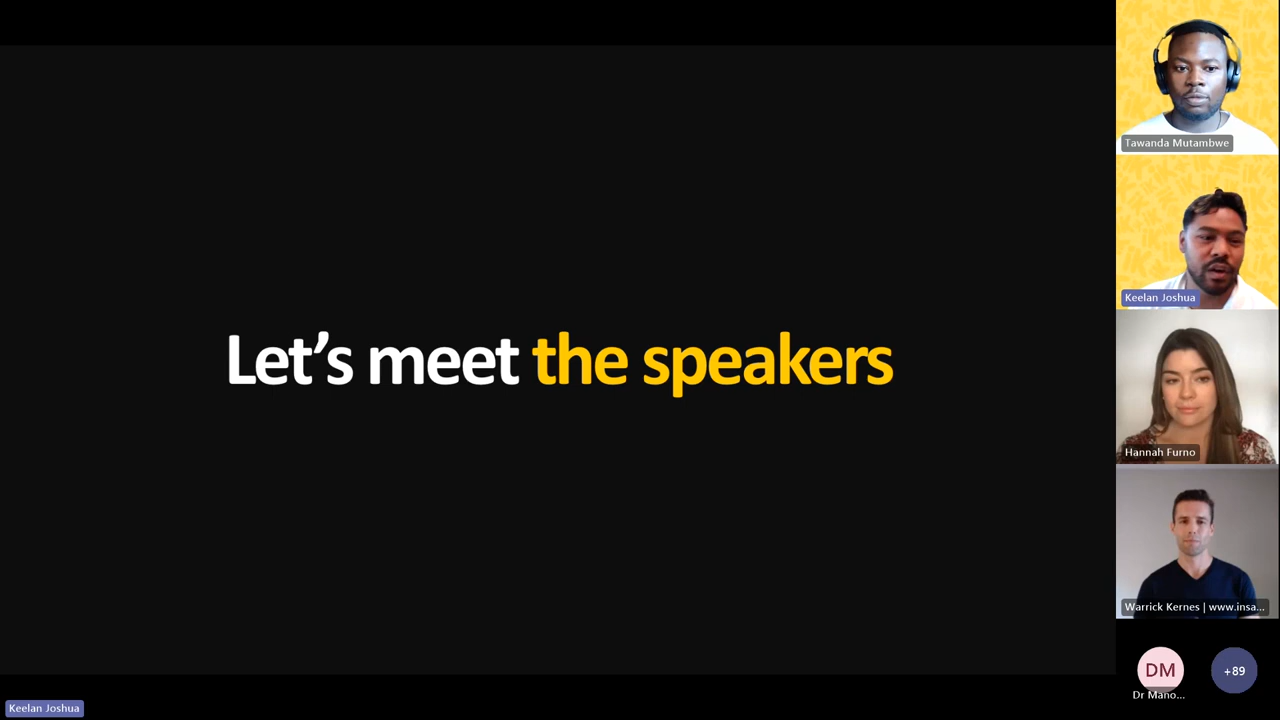 Let's meet the speakers
Tawanda Mutambwe
Keelan Joshua
Hannah Furno
Warrick Kernes | www.insa...
DM
+89
Dr Mano...
Keelan Joshua